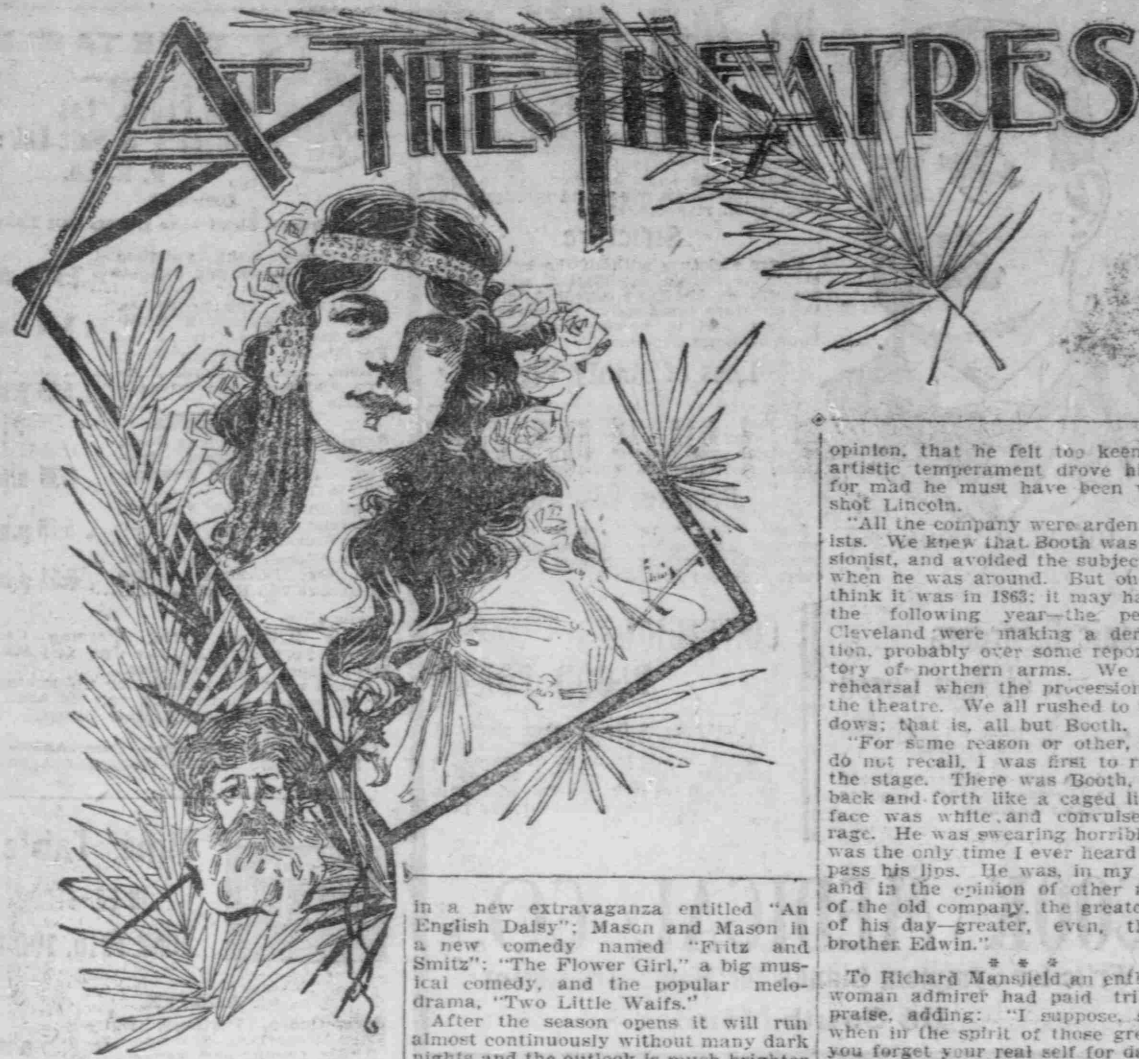 AT THE THEATRES
in a new extravaganza entitled "An
English Daisy"; Mason and Mason in
a new comedy named "Fritz and
Smitz"; "The Flower Girl," a big mus-
ical comedy, and the popular melo-
drama, "Two Little Waifs."
After the season opens it will run
almost continuously without many dark
nights and the outlook is much brighter
opinion, that he felt too keen
artistic temperament drove hi
for mad he must have been
shot Lincoln.
"All the company were arden
ists. We knew that Booth was
sionist, and avoided the subjec
when he was around. But on
think it was in 1863; it may ha
the following year—the pe
Cleveland were making a den
tion, probably over some repor
tory of northern arms. We
rehearsal when the procession
the theatre. We all rushed to
dows; that is, all but Booth.
"For some reason or other,
do not recall, I was first to r
the stage. There was Booth,
back and forth like a caged li
face was white and convulse
rage. He was swearing horribl
was the only time I ever heard
pass his lips. He was, in my
and in the opinion of other
of the old company, the greate
of his day—greater, even, th
brother Edwin."
* * *
To Richard Mansfield an enth
woman admirer had paid tri
praise, adding: "I suppose, s
when in the spirit of those gre
you forget your real self for d